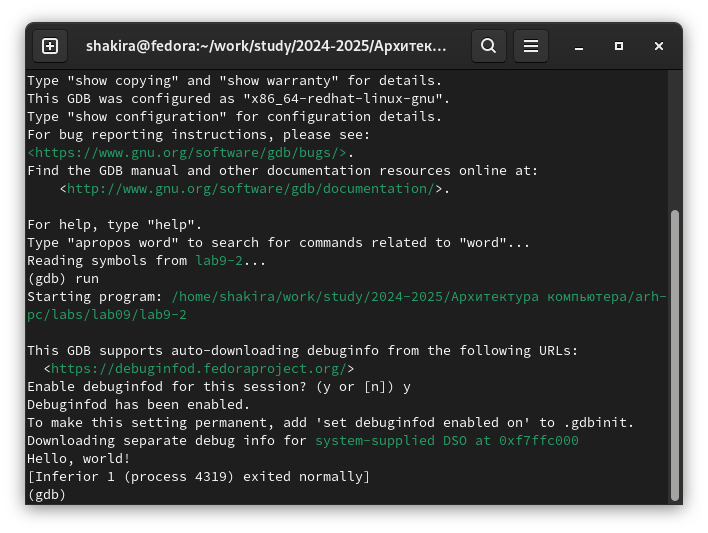 shakira@fedora:~/work/study/2024-2025/Архитек...
Type "show copying" and "show warranty" for details.
This GDB was configured as "x86_64-redhat-linux-gnu".
Type "show configuration" for configuration details.
For bug reporting instructions, please see:
<https://www.gnu.org/software/gdb/bugs/>.
Find the GDB manual and other documentation resources online at:
    <http://www.gnu.org/software/gdb/documentation/>.

For help, type "help".
Type "apropos word" to search for commands related to "word"...
Reading symbols from lab9-2...
(gdb) run
Starting program: /home/shakira/work/study/2024-2025/Архитектура компьютера/arh-
pc/labs/lab09/lab9-2

This GDB supports auto-downloading debuginfo from the following URLs:
  <https://debuginfod.fedoraproject.org/>
Enable debuginfod for this session? (y or [n]) y
Debuginfod has been enabled.
To make this setting permanent, add 'set debuginfod enabled on' to .gdbinit.
Downloading separate debug info for system-supplied DSO at 0xf7ffc000
Hello, world!
[Inferior 1 (process 4319) exited normally]
(gdb)